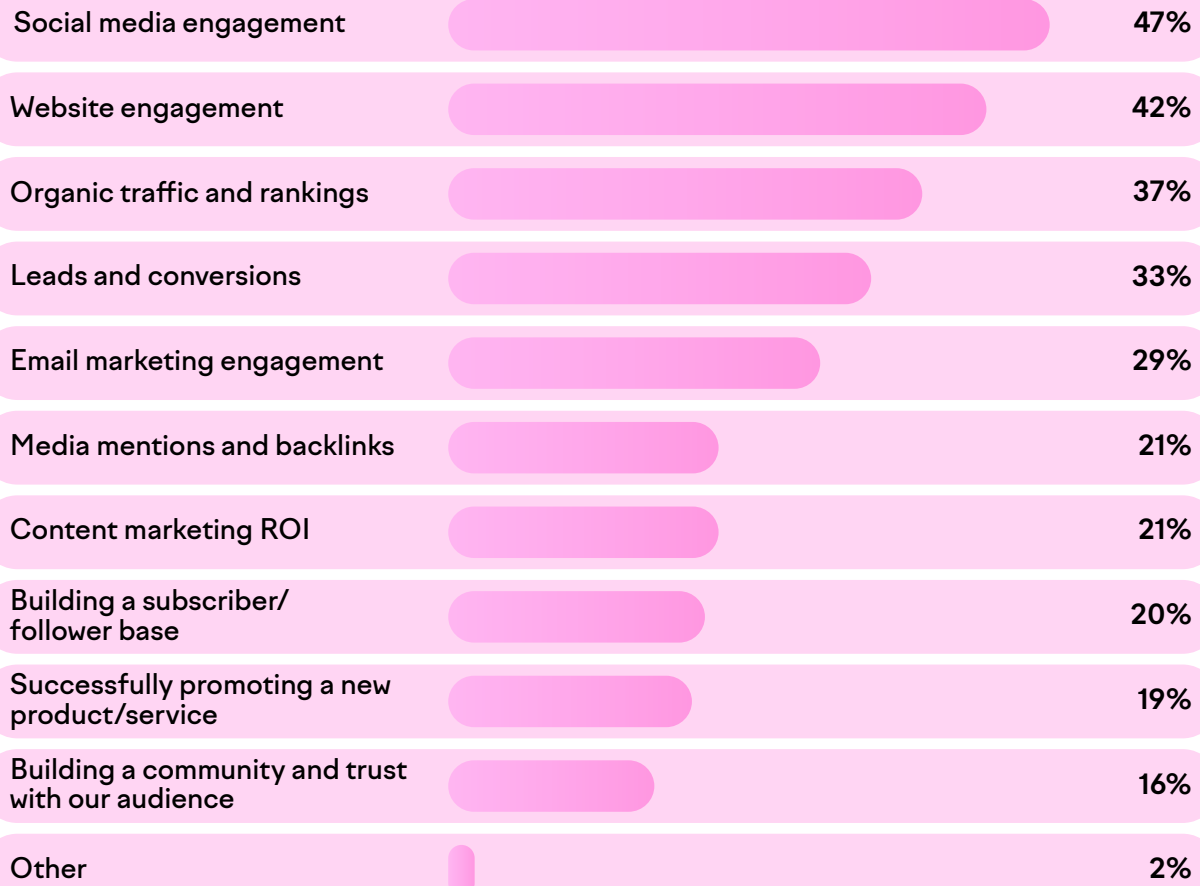 Social media engagement 47%
Website engagement 42%
Organic traffic and rankings 37%
Leads and conversions 33%
Email marketing engagement 29%
Media mentions and backlinks 21%
Content marketing ROI 21%
Building a subscriber/
follower base 20%
Successfully promoting a new
product/service 19%
Building a community and trust
with our audience 16%
Other 2%